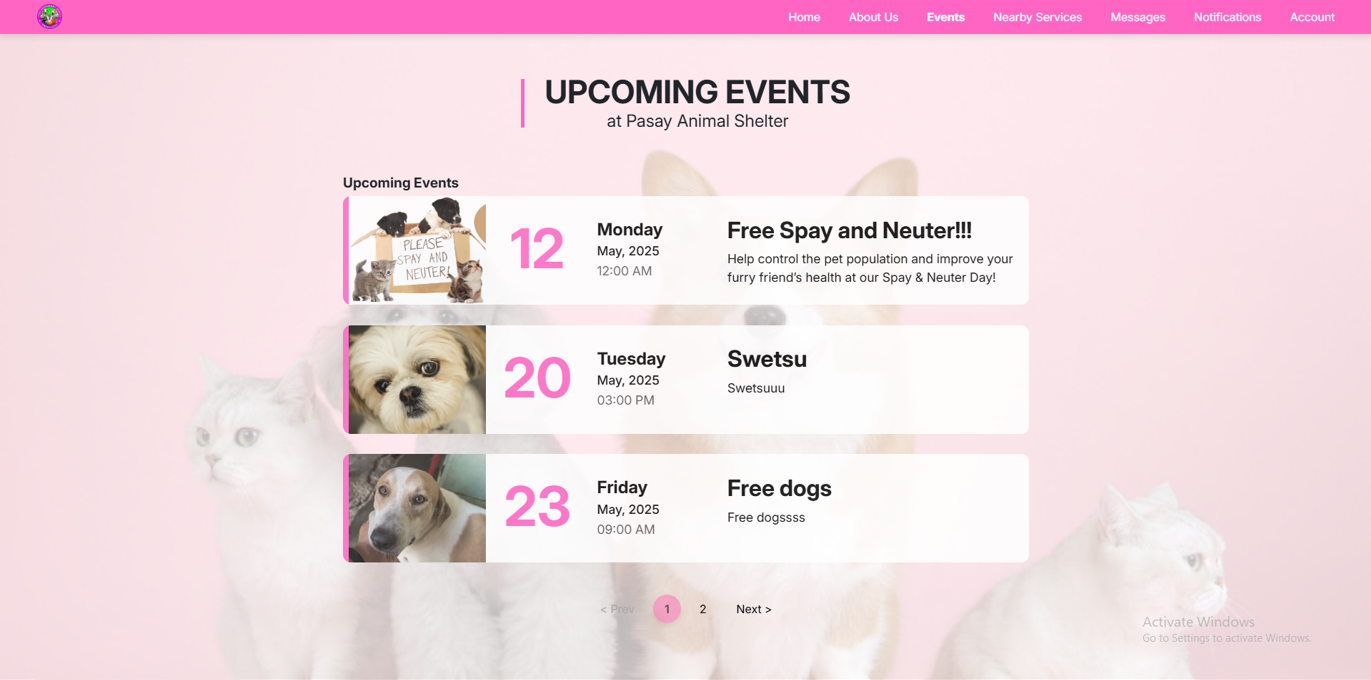 Home About Us Events Nearby Services Messages Notifications Account
UPCOMING EVENTS
at Pasay Animal Shelter
Upcoming Events
PLEASE
SPAY AND
NEUTER!
12
Monday
May, 2025
12:00 AM
Free Spay and Neuter!!!
Help control the pet population and improve your
furry friend’s health at our Spay & Neuter Day!
20
Tuesday
May, 2025
03:00 PM
Swetsu
Swetsuuu
23
Friday
May, 2025
09:00 AM
Free dogs
Free dogssss
< Prev 1 2 Next >
Activate Windows
Go to Settings to activate Windows.